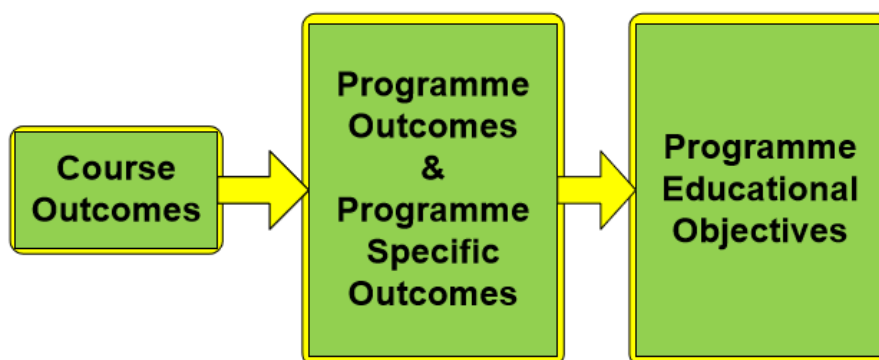 Course
Outcomes
Programme
Outcomes
&
Programme
Specific
Outcomes
Programme
Educational
Objectives